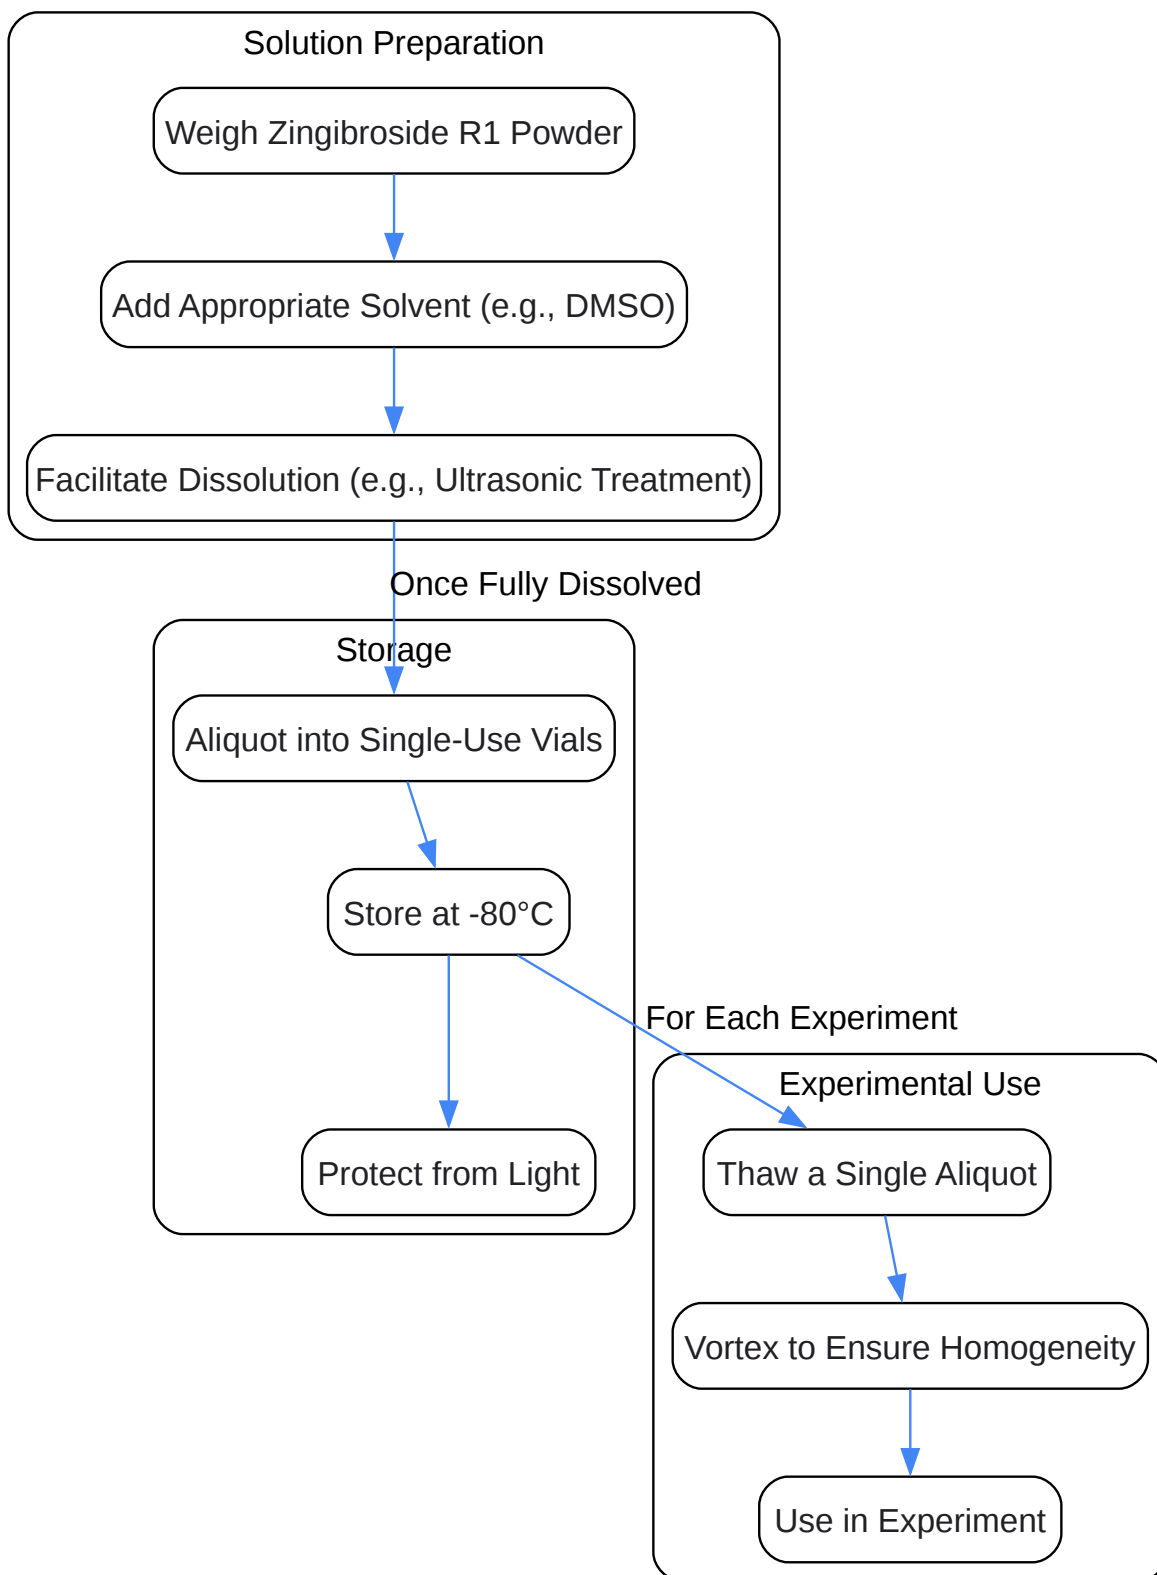 Solution Preparation
Weigh Zingibroside R1 Powder
Add Appropriate Solvent (e.g., DMSO)
Facilitate Dissolution (e.g., Ultrasonic Treatment)
Once Fully Dissolved
Storage
Aliquot into Single-Use Vials
Store at -80°C
For Each Experiment
Experimental Use
Protect from Light
Thaw a Single Aliquot
Vortex to Ensure Homogeneity
Use in Experiment